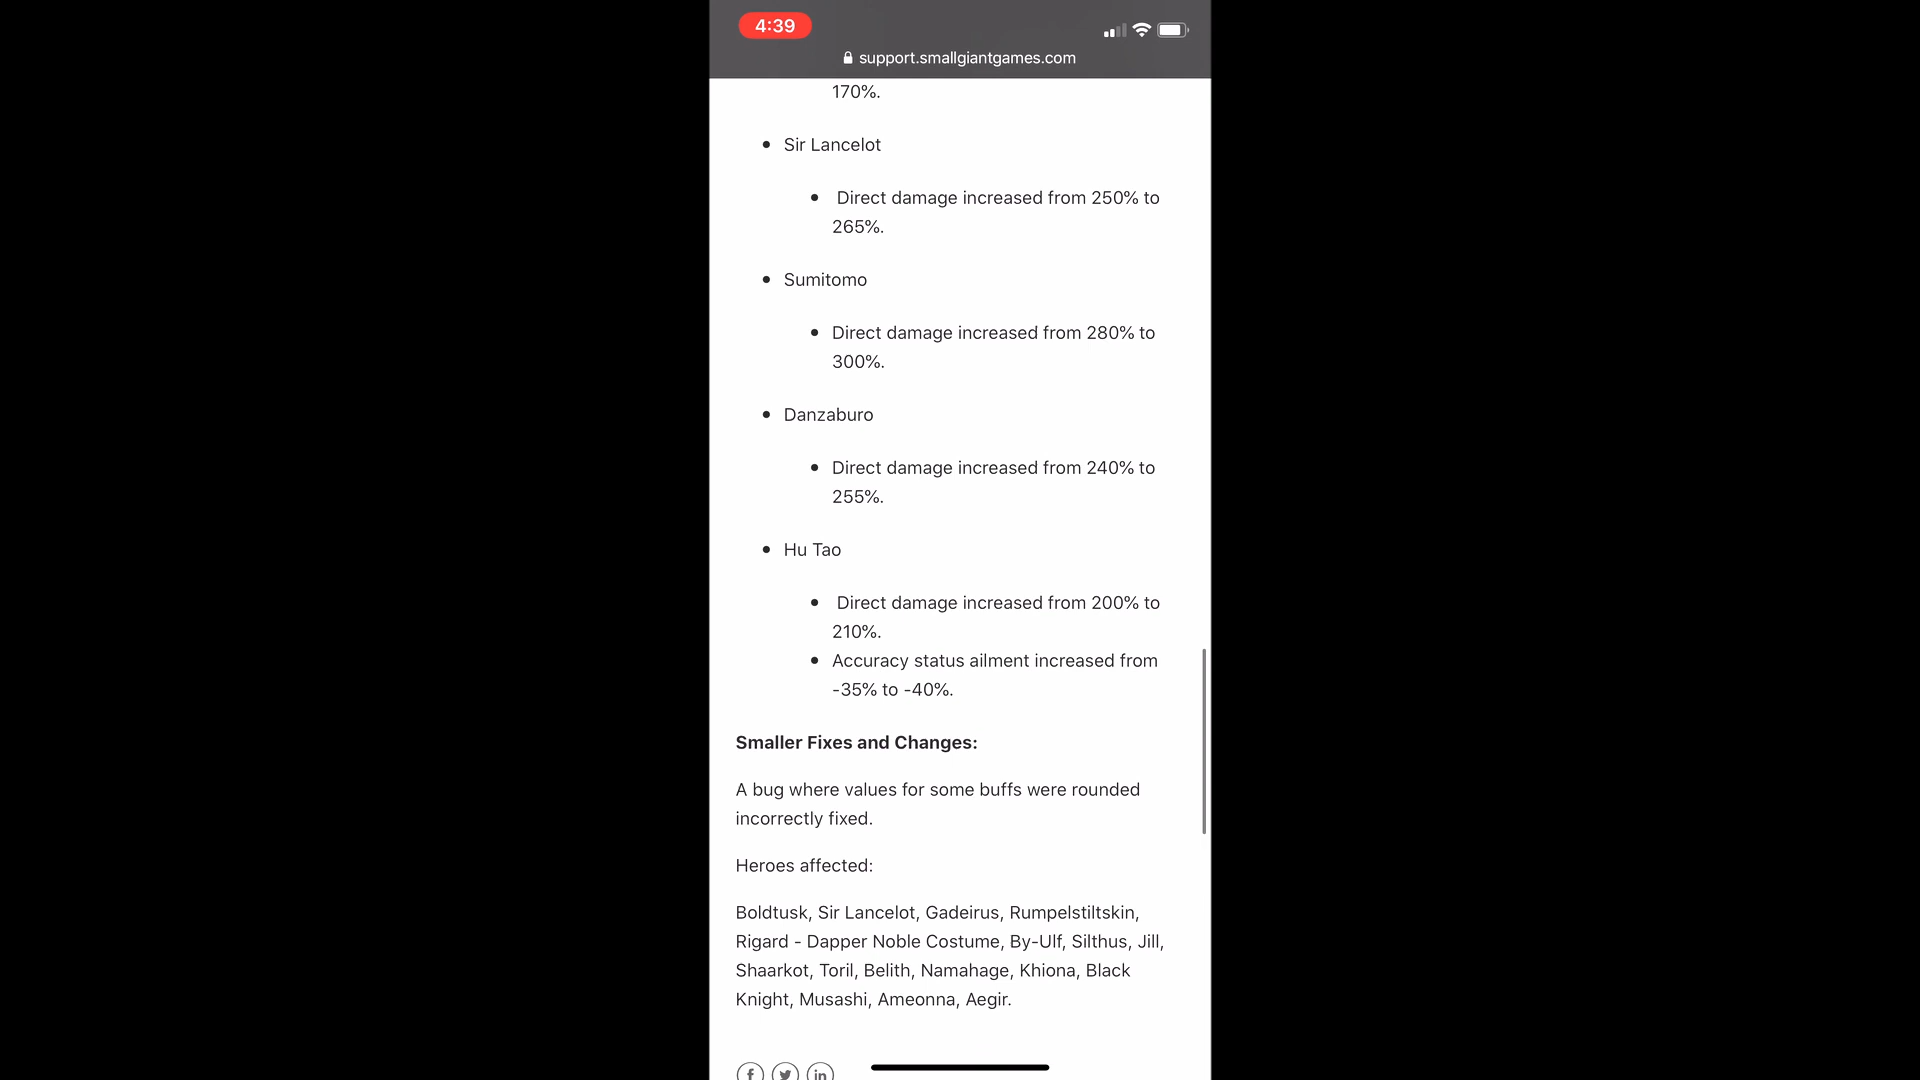 4:39
support.smallgiantgames.com
170%.
Sir Lancelot
Direct damage increased from 250% to
265%.
Sumitomo
Direct damage increased from 280% to
300%.
Danzaburo
Direct damage increased from 240% to
255%.
Hu Tao
Direct damage increased from 200% to
210%.
Accuracy status ailment increased from
-35% to -40%.
Smaller Fixes and Changes:
A bug where values for some buffs were rounded
incorrectly fixed.
Heroes affected:
Boldtusk, Sir Lancelot, Gadeirus, Rumpelstiltskin,
Rigard - Dapper Noble Costume, By-Ulf, Silthus, Jill,
Shaarkot, Toril, Belith, Namahage, Khiona, Black
Knight, Musashi, Ameonna, Aegir.